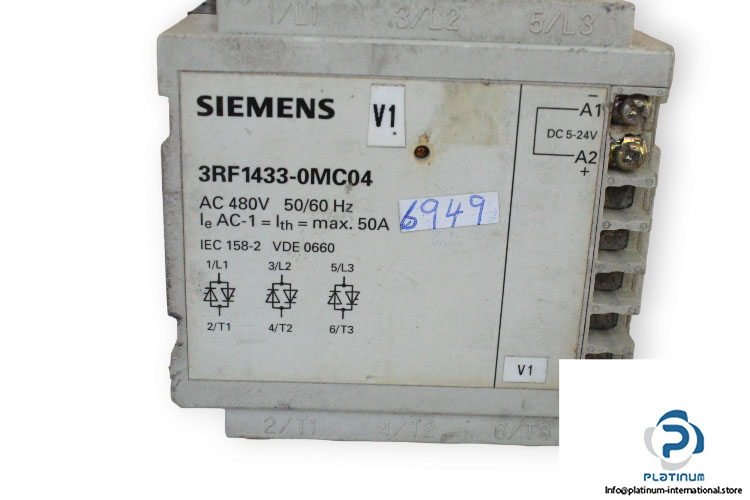 1/L1 3/L2 5/L3
SIEMENS V1
3RF1433-0MC04
AC 480V 50/60 Hz
Ie AC-1 = Ith = max. 50A
6949
IEC 158-2 VDE 0660
1/L1 3/L2 5/L3
2/T1 4/T2 6/T3
− A1
DC 5-24V
A2
+
V1
2/T1 4/T2 6/T3
P
PLATINUM
Info@platinum-international.store